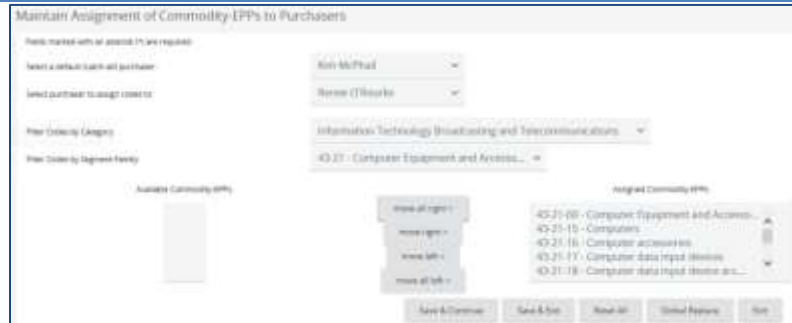 Maintain Assignment of Commodity-EPPs to Purchasers
Fields marked with an asterisk (*) are required
Select a default (catch all) purchaser
Kim McPhail
Select purchaser to assign codes to
Renee O'Rourke
Filter Codes by Category
Information Technology Broadcasting and Telecommunications
Filter Codes by Segment-Family
43-21 - Computer Equipment and Access...
Available Commodity-EPPs
Assigned Commodity-EPPs
move all right >
move right >
move left <
move all left <
43-21-00 - Computer Equipment and Access...
43-21-15 - Computers
43-21-16 - Computer accessories
43-21-17 - Computer data input devices
43-21-18 - Computer data input device acc...
Save & Continue
Save & Exit
Reset All
Global Replace
Exit